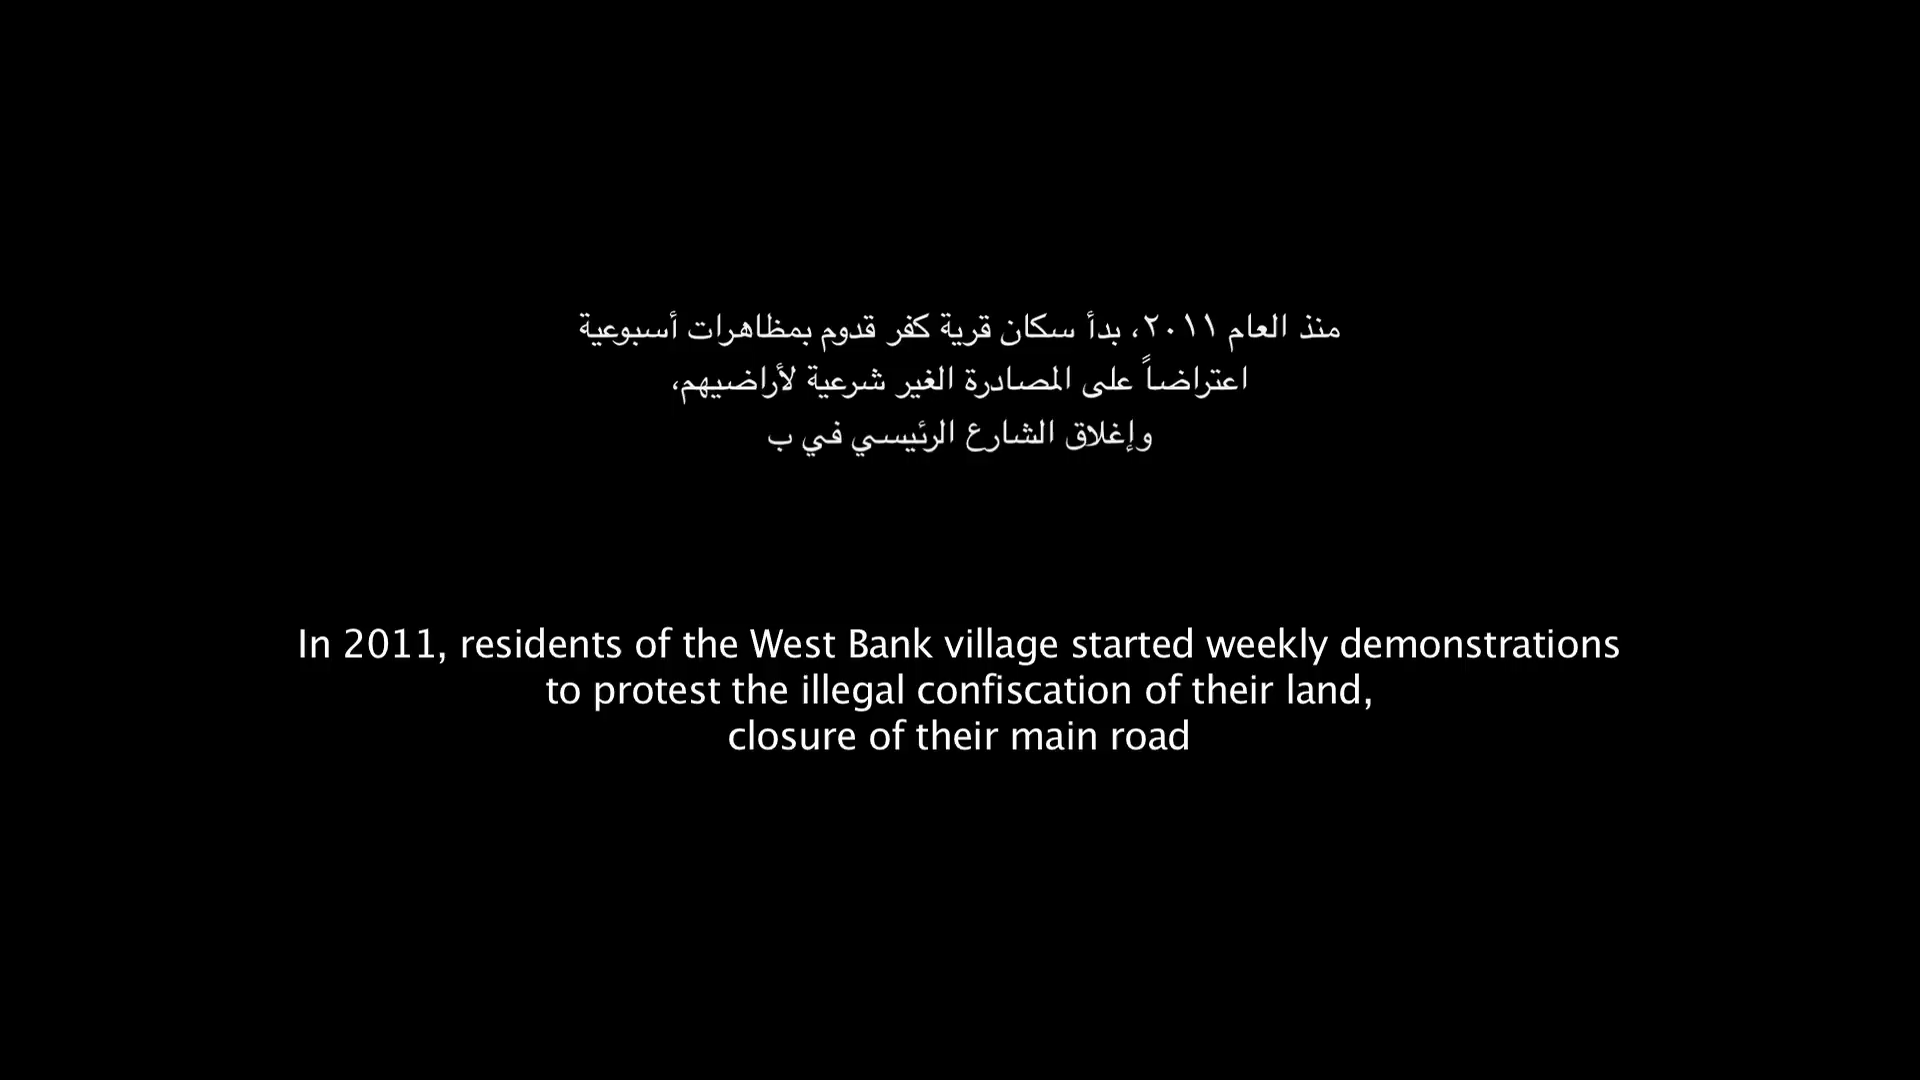 منذ العام ٢٠١١، بدأ سكان قرية كفر قدوم بمظاهرات أسبوعية
اعتراضاً على المصادرة الغير شرعية لأراضيهم،
وإغلاق الشارع الرئيسي في ب
In 2011, residents of the West Bank village started weekly demonstrations
to protest the illegal confiscation of their land,
closure of their main road